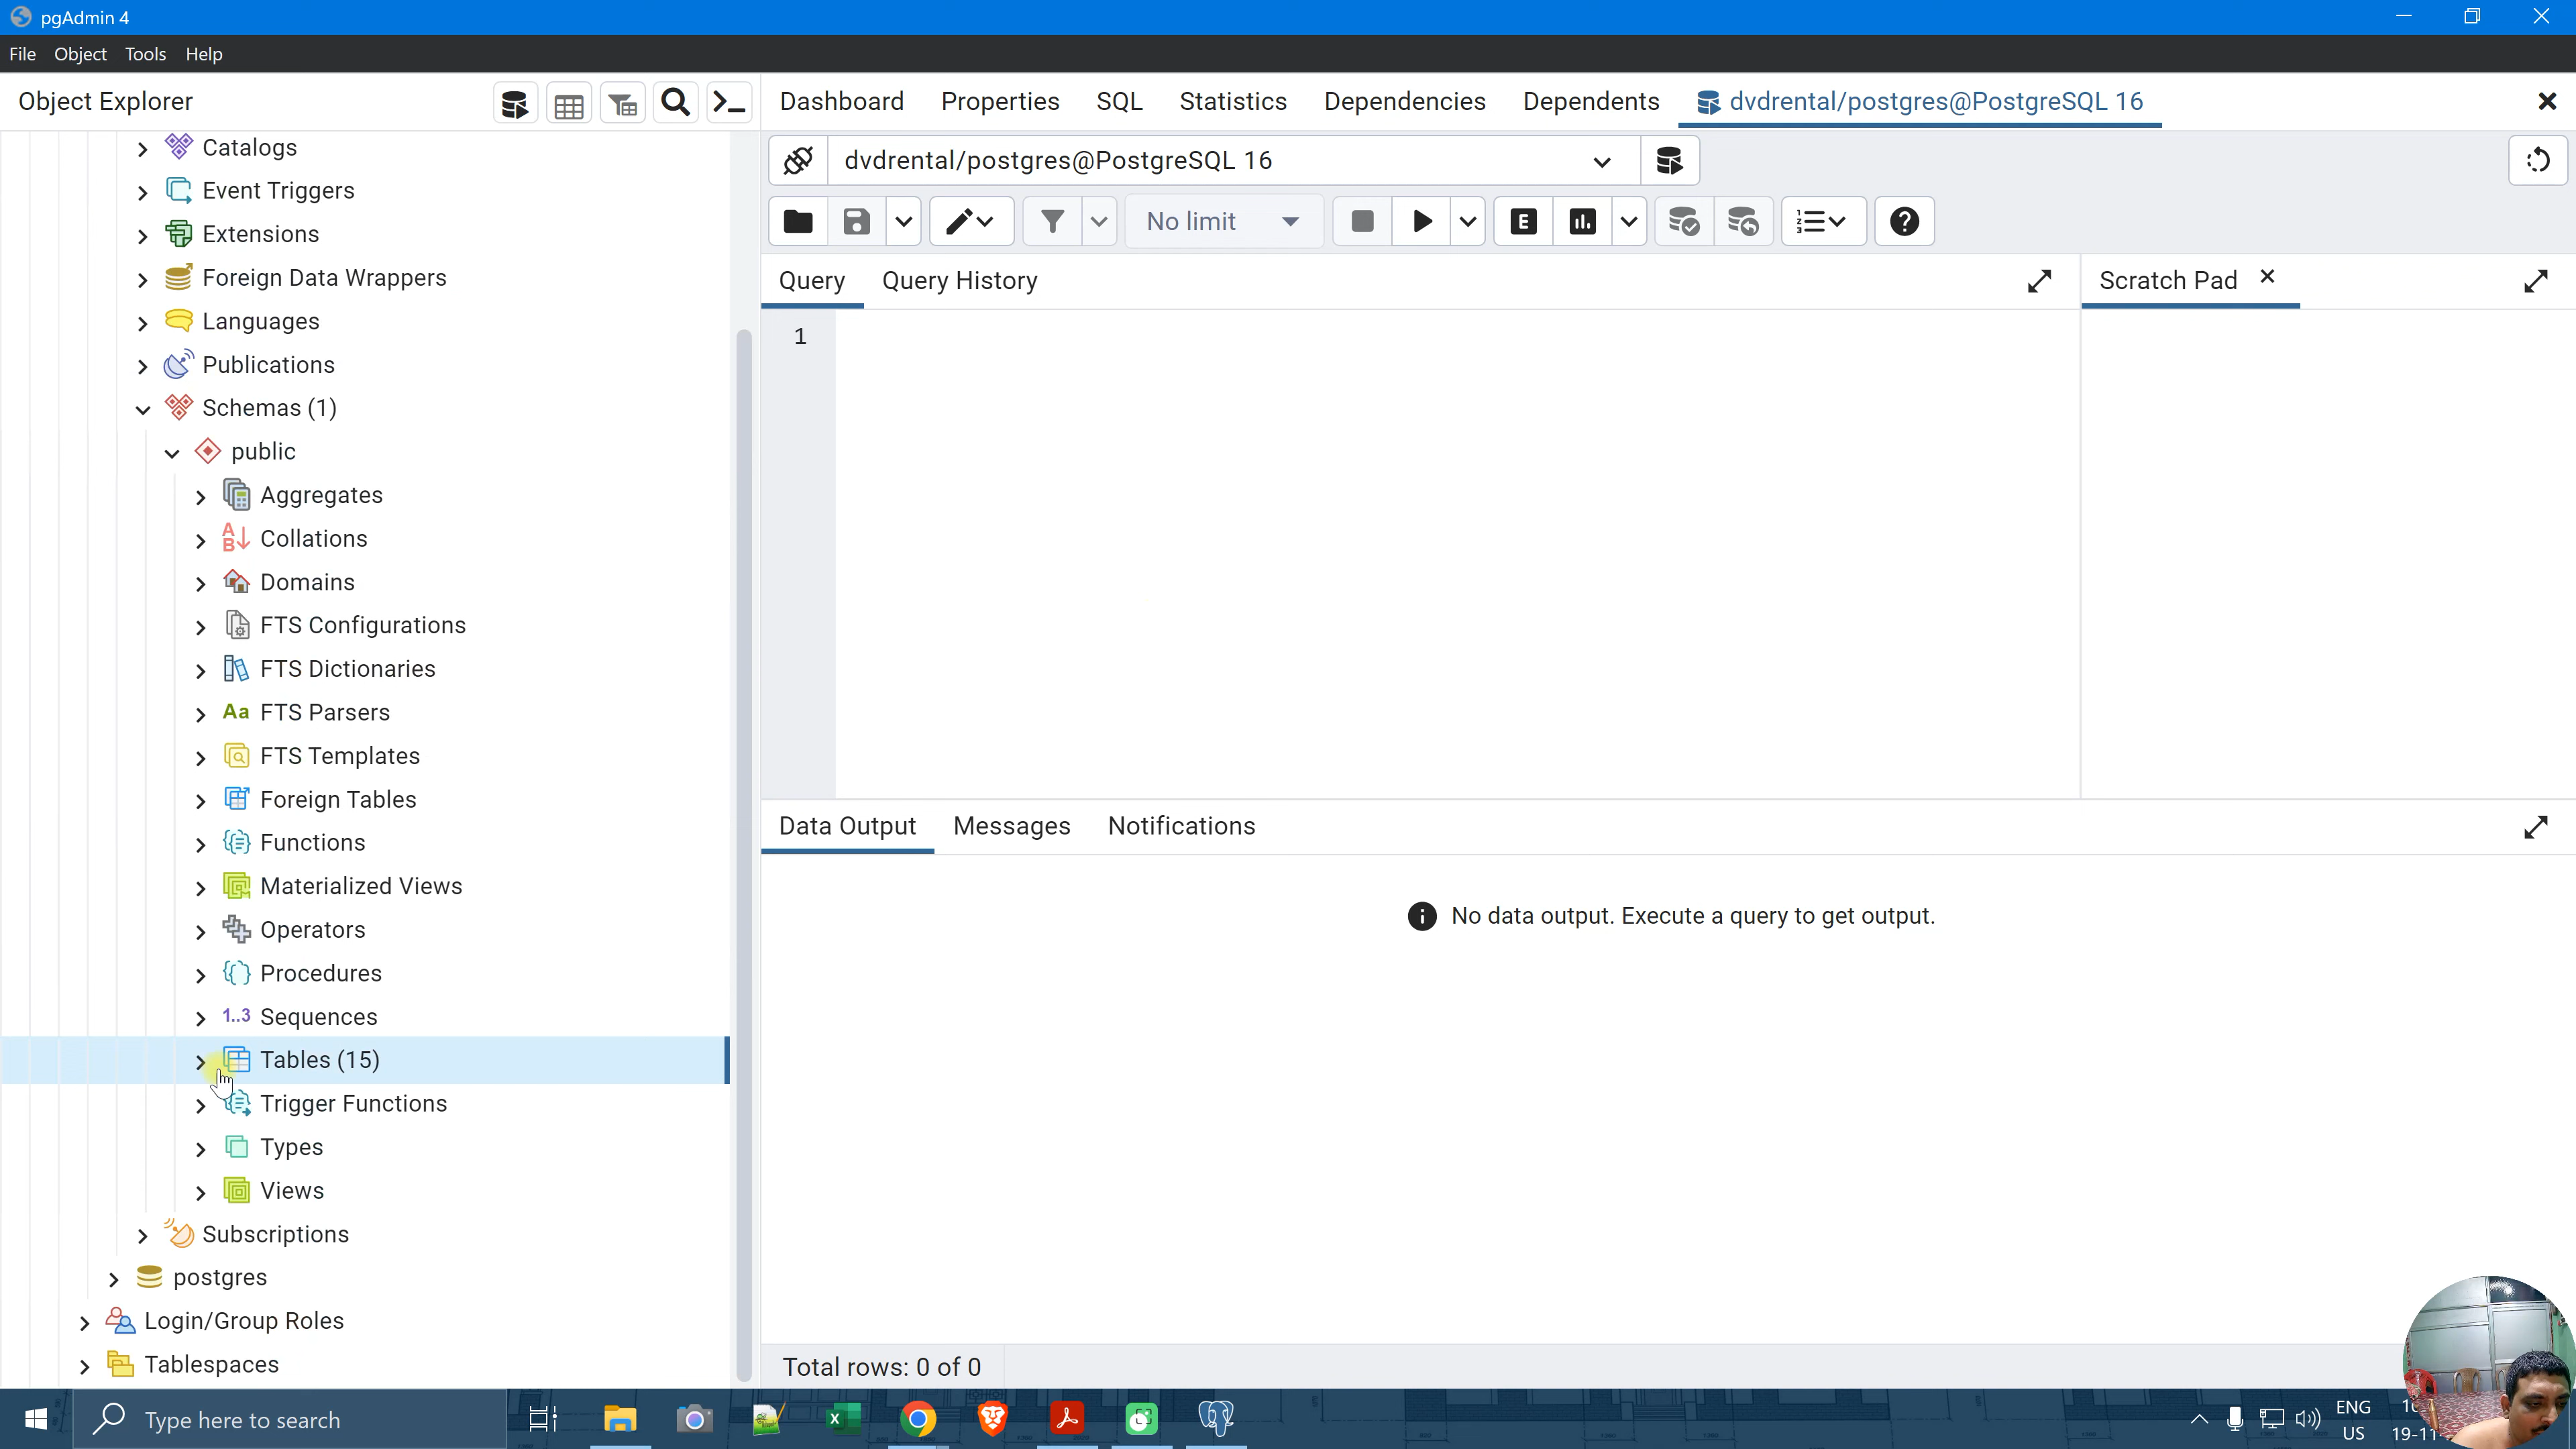 pgAdmin 4
File Object Tools Help
Object Explorer
Dashboard Properties SQL Statistics Dependencies Dependents dvdrental/postgres@PostgreSQL 16
dvdrental/postgres@PostgreSQL 16
No limit
E
Query Query History
Scratch Pad
1
Catalogs
Event Triggers
Extensions
Foreign Data Wrappers
Languages
Publications
Schemas (1)
public
Aggregates
Collations
Domains
FTS Configurations
FTS Dictionaries
Aa FTS Parsers
FTS Templates
Foreign Tables
Functions
Materialized Views
Operators
Procedures
1..3 Sequences
Tables (15)
Trigger Functions
Types
Views
Subscriptions
postgres
Login/Group Roles
Tablespaces
Data Output Messages Notifications
No data output. Execute a query to get output.
Total rows: 0 of 0
Type here to search
ENG
US